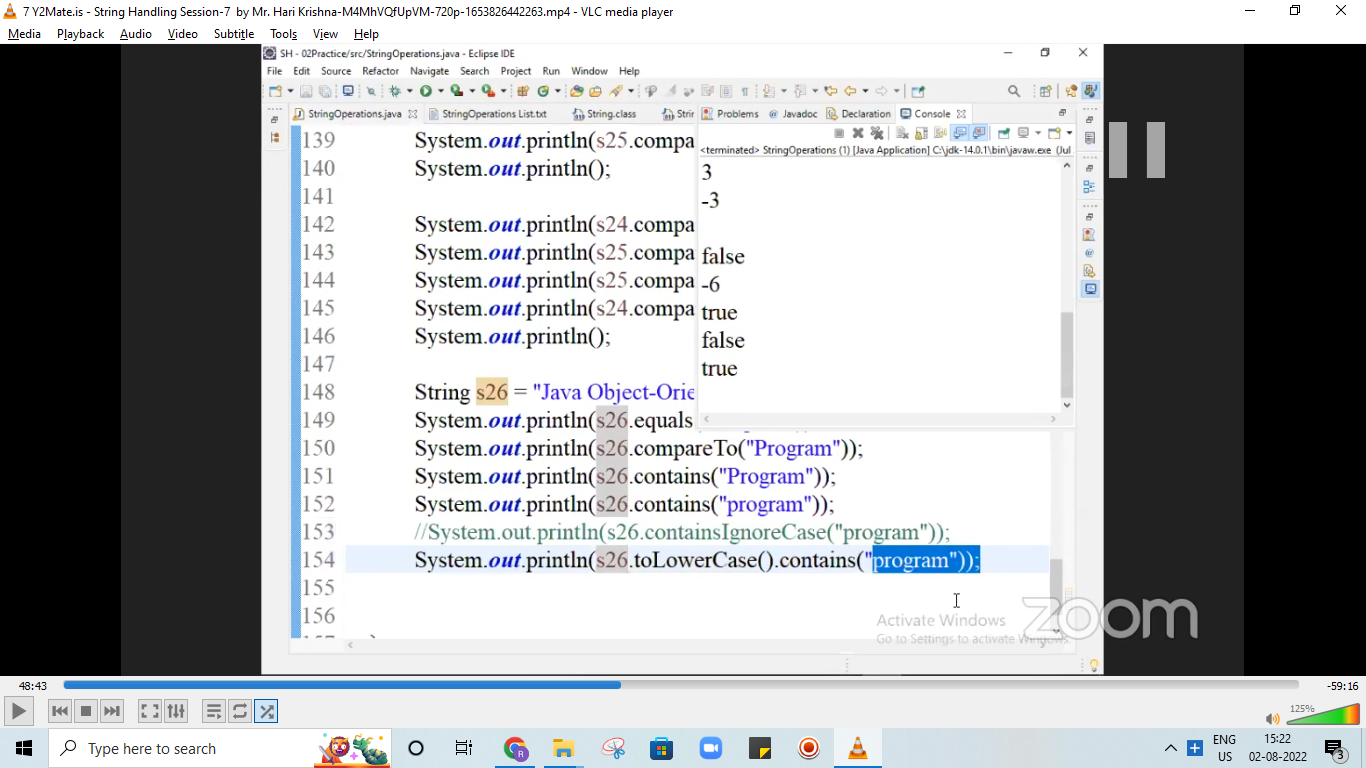 7 Y2Mate.is - String Handling Session-7 by Mr. Hari Krishna-M4MhVQfUpVM-720p-1653826442263.mp4 - VLC media player
Media Playback Audio Video Subtitle Tools View Help
SH - 02Practice/src/StringOperations.java - Eclipse IDE
File Edit Source Refactor Navigate Search Project Run Window Help
StringOperations.java StringOperations List.txt String.class Stri
Problems Javadoc Declaration Console
<terminated> StringOperations (1) [Java Application] C:\jdk-14.0.1\bin\javaw.exe (Jul
3
-3
false
-6
true
false
true
139 System.out.println(s25.compa
140 System.out.println();
141
142 System.out.println(s24.compa
143 System.out.println(s25.compa
144 System.out.println(s25.compa
145 System.out.println(s24.compa
146 System.out.println();
147
148 String s26 = "Java Object-Orie
149 System.out.println(s26.equals
150 System.out.println(s26.compareTo("Program"));
151 System.out.println(s26.contains("Program"));
152 System.out.println(s26.contains("program"));
153 //System.out.println(s26.containsIgnoreCase("program"));
154 System.out.println(s26.toLowerCase().contains("program"));
155
156
Activate Windows
Go to Settings to activate Windows.
zoom
48:43 -59:16
125%
Type here to search
ENG
US
15:22
02-08-2022
3